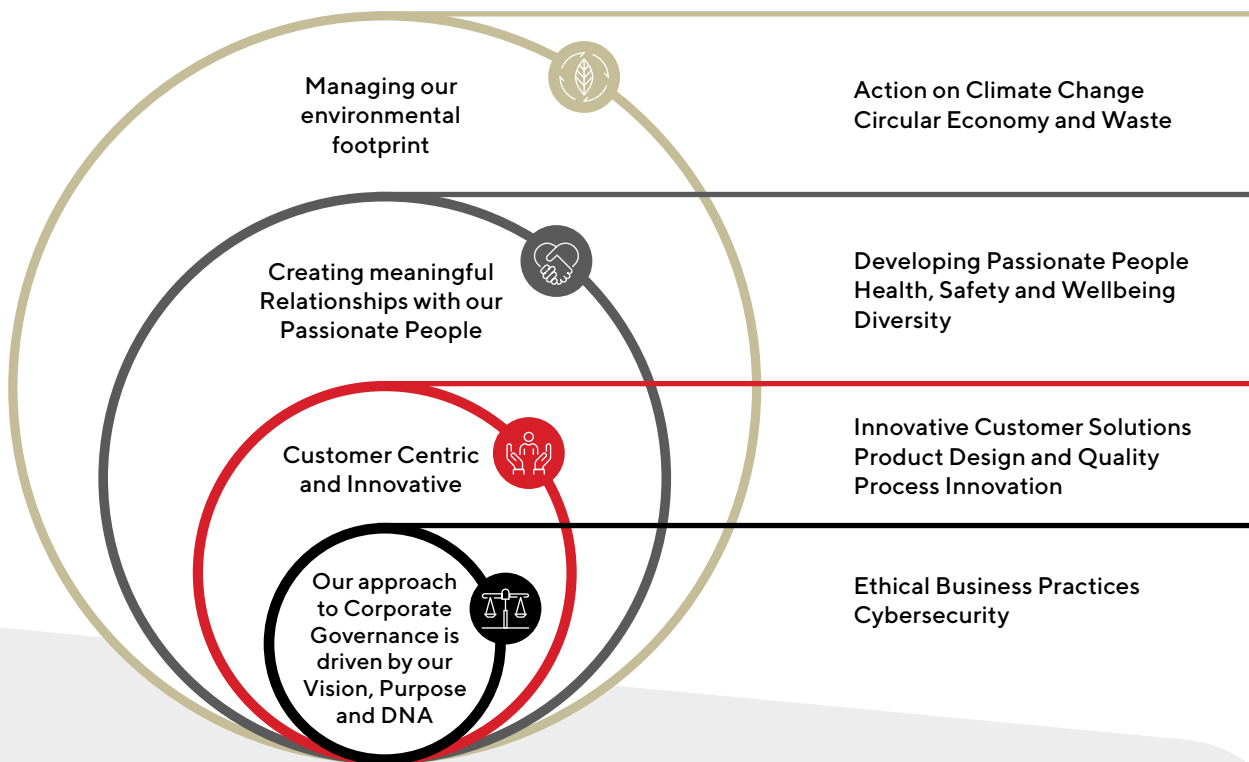 Managing our
environmental
footprint
Action on Climate Change
Circular Economy and Waste
Creating meaningful
Relationships with our
Passionate People
Developing Passionate People
Health, Safety and Wellbeing
Diversity
Customer Centric
and Innovative
Innovative Customer Solutions
Product Design and Quality
Process Innovation
Our approach
to Corporate
Governance is
driven by our
Vision, Purpose
and DNA
Ethical Business Practices
Cybersecurity